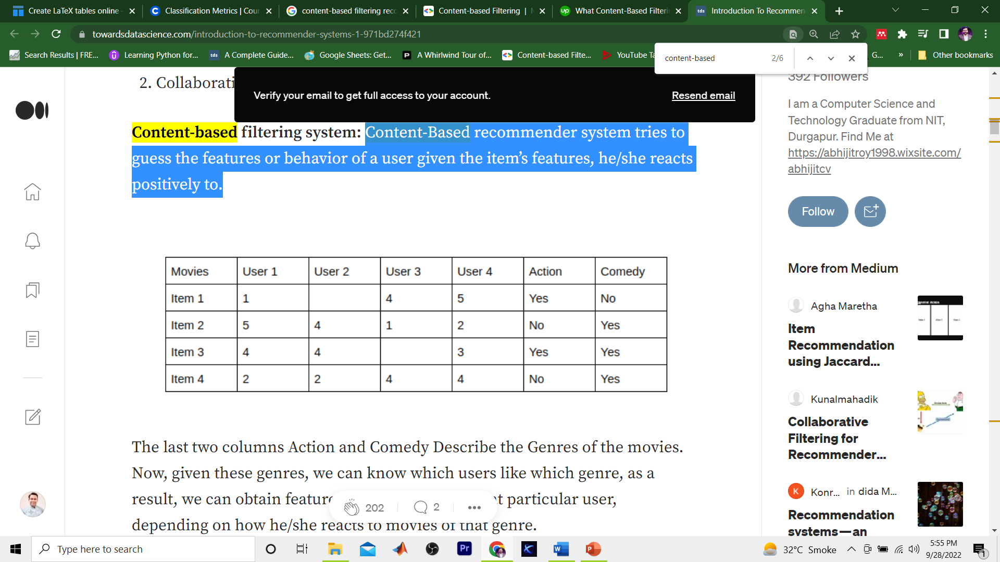 Create LaTeX tables online
Classification Metrics | Cour
content-based filtering reco
Content-based Filtering |
What Content-Based Filteri
tds Introduction To Recommen
towardsdatascience.com/introduction-to-recommender-systems-1-971bd274f421
Search Results | FRE...
Learning Python for...
tds A Complete Guide...
Google Sheets: Get...
A Whirlwind Tour of...
Content-based Filte...
YouTube Ta
G...
»
Other bookmarks
content-based 2/6
2. Collaborati
Verify your email to get full access to your account.
Resend email
Content-based filtering system: Content-Based recommender system tries to
guess the features or behavior of a user given the item’s features, he/she reacts
positively to.
Movies User 1 User 2 User 3 User 4 Action Comedy
Item 1 1 4 5 Yes No
Item 2 5 4 1 2 No Yes
Item 3 4 4 3 Yes Yes
Item 4 2 2 4 4 No Yes
The last two columns Action and Comedy Describe the Genres of the movies.
Now, given these genres, we can know which users like which genre, as a
result, we can obtain feature t particular user,
depending on how he/she reacts to movies of that genre.
202 2
392 Followers
I am a Computer Science and
Technology Graduate from NIT,
Durgapur. Find Me at
https://abhijitroy1998.wixsite.com/
abhijitcv
Follow
More from Medium
Agha Maretha
Item
Recommendation
using Jaccard...
Kunalmahadik
Collaborative
Filtering for
Recommender...
K Konr... in dida M...
Recommendation
systems — an
Type here to search
Pr
W
P
32°C Smoke
5:55 PM
9/28/2022
1